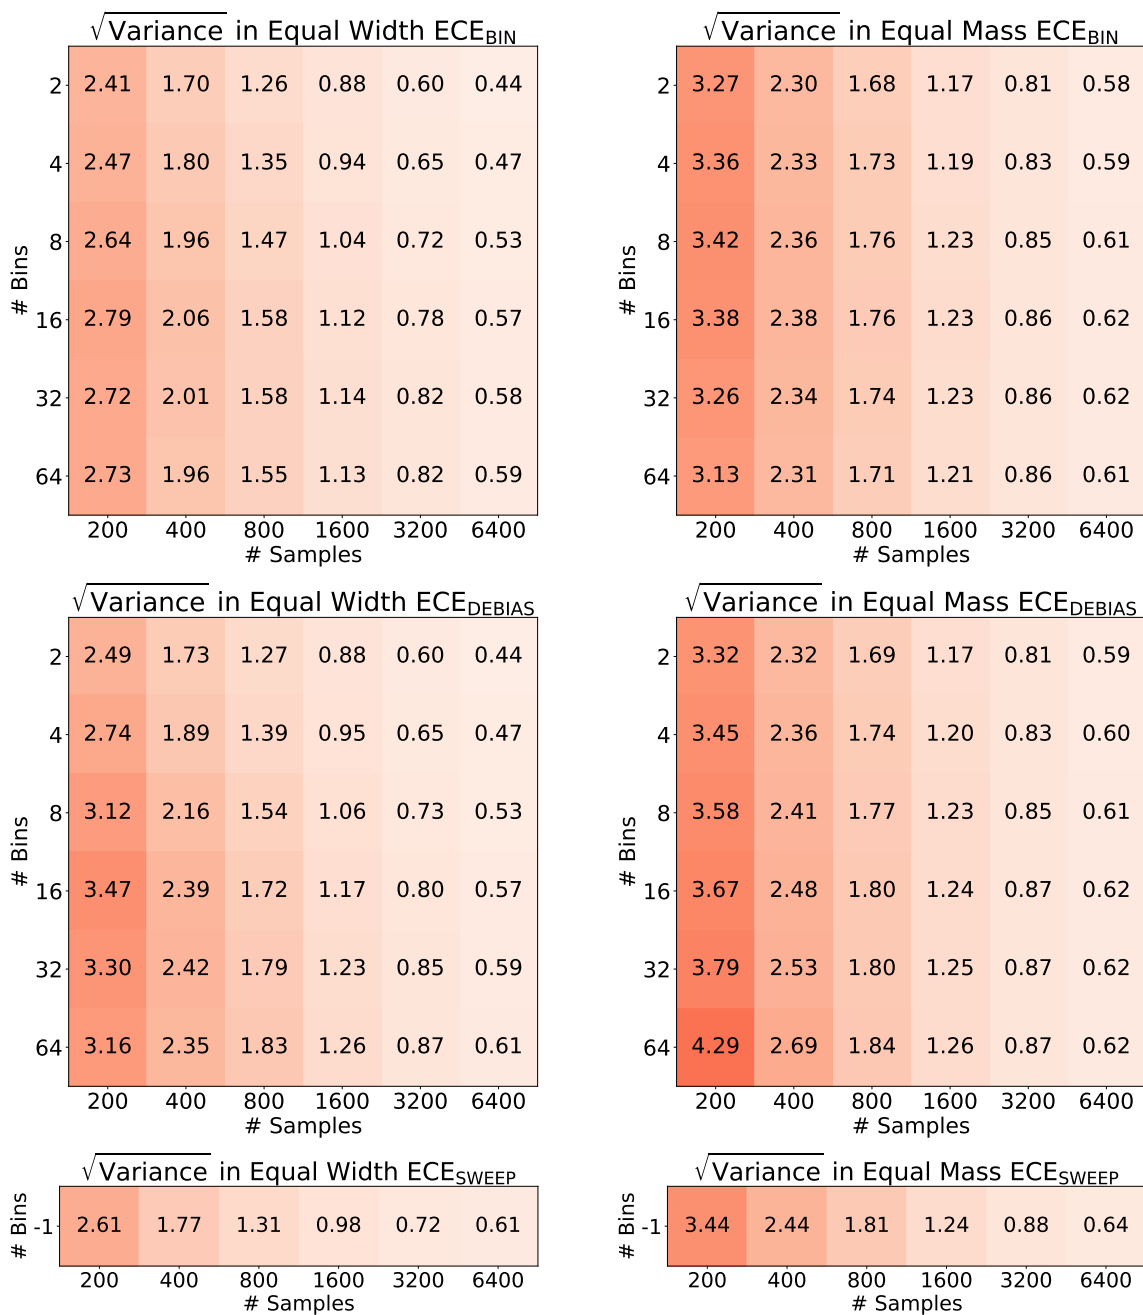 √Variance in Equal Width ECE_BIN
# Bins
2 2.41 1.70 1.26 0.88 0.60 0.44
4 2.47 1.80 1.35 0.94 0.65 0.47
8 2.64 1.96 1.47 1.04 0.72 0.53
16 2.79 2.06 1.58 1.12 0.78 0.57
32 2.72 2.01 1.58 1.14 0.82 0.58
64 2.73 1.96 1.55 1.13 0.82 0.59
200 400 800 1600 3200 6400
# Samples
√Variance in Equal Mass ECE_BIN
# Bins
2 3.27 2.30 1.68 1.17 0.81 0.58
4 3.36 2.33 1.73 1.19 0.83 0.59
8 3.42 2.36 1.76 1.23 0.85 0.61
16 3.38 2.38 1.76 1.23 0.86 0.62
32 3.26 2.34 1.74 1.23 0.86 0.62
64 3.13 2.31 1.71 1.21 0.86 0.61
200 400 800 1600 3200 6400
# Samples
√Variance in Equal Width ECE_DEBIAS
# Bins
2 2.49 1.73 1.27 0.88 0.60 0.44
4 2.74 1.89 1.39 0.95 0.65 0.47
8 3.12 2.16 1.54 1.06 0.73 0.53
16 3.47 2.39 1.72 1.17 0.80 0.57
32 3.30 2.42 1.79 1.23 0.85 0.59
64 3.16 2.35 1.83 1.26 0.87 0.61
200 400 800 1600 3200 6400
# Samples
√Variance in Equal Mass ECE_DEBIAS
# Bins
2 3.32 2.32 1.69 1.17 0.81 0.59
4 3.45 2.36 1.74 1.20 0.83 0.60
8 3.58 2.41 1.77 1.23 0.85 0.61
16 3.67 2.48 1.80 1.24 0.87 0.62
32 3.79 2.53 1.80 1.25 0.87 0.62
64 4.29 2.69 1.84 1.26 0.87 0.62
200 400 800 1600 3200 6400
# Samples
√Variance in Equal Width ECE_SWEEP
# Bins
-1 2.61 1.77 1.31 0.98 0.72 0.61
200 400 800 1600 3200 6400
# Samples
√Variance in Equal Mass ECE_SWEEP
# Bins
-1 3.44 2.44 1.81 1.24 0.88 0.64
200 400 800 1600 3200 6400
# Samples